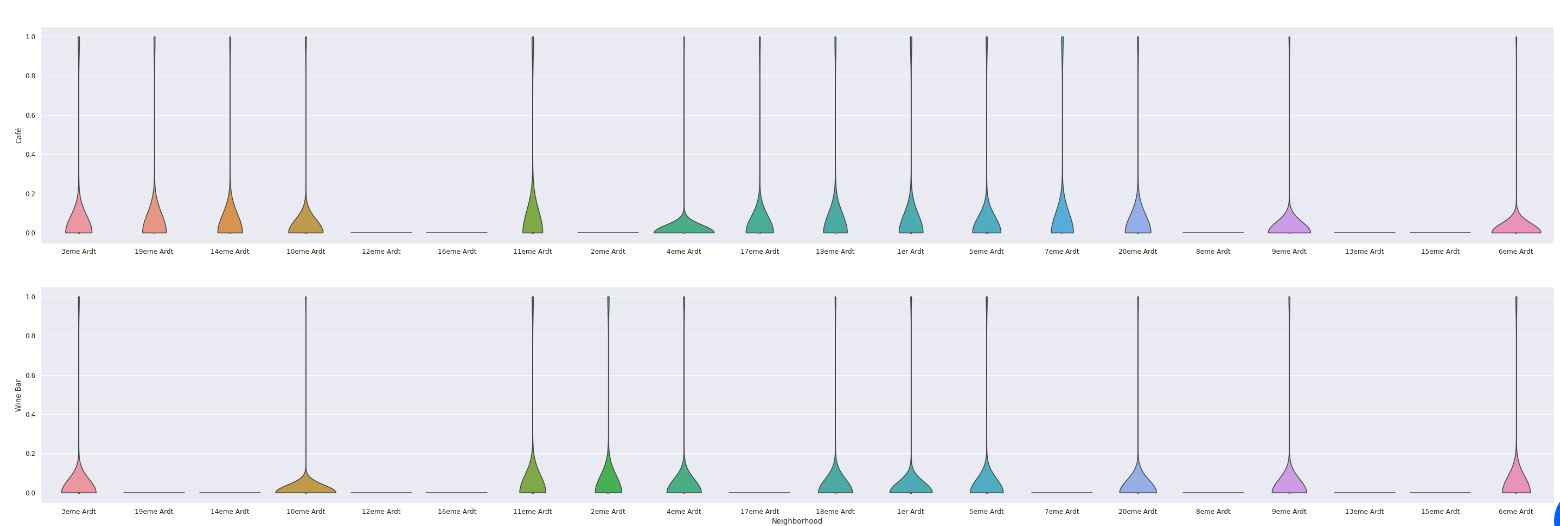 1.0
0.8
0.6
0.4
0.2
0.0
Café
3eme Ardt 19eme Ardt 14eme Ardt 10eme Ardt 12eme Ardt 16eme Ardt 11eme Ardt 2eme Ardt 4eme Ardt 17eme Ardt 18eme Ardt 1er Ardt 5eme Ardt 7eme Ardt 20eme Ardt 8eme Ardt 9eme Ardt 13eme Ardt 15eme Ardt 6eme Ardt
1.0
0.8
0.6
0.4
0.2
0.0
Wine Bar
3eme Ardt 19eme Ardt 14eme Ardt 10eme Ardt 12eme Ardt 16eme Ardt 11eme Ardt 2eme Ardt 4eme Ardt 17eme Ardt 18eme Ardt 1er Ardt 5eme Ardt 7eme Ardt 20eme Ardt 8eme Ardt 9eme Ardt 13eme Ardt 15eme Ardt 6eme Ardt
Neighborhood